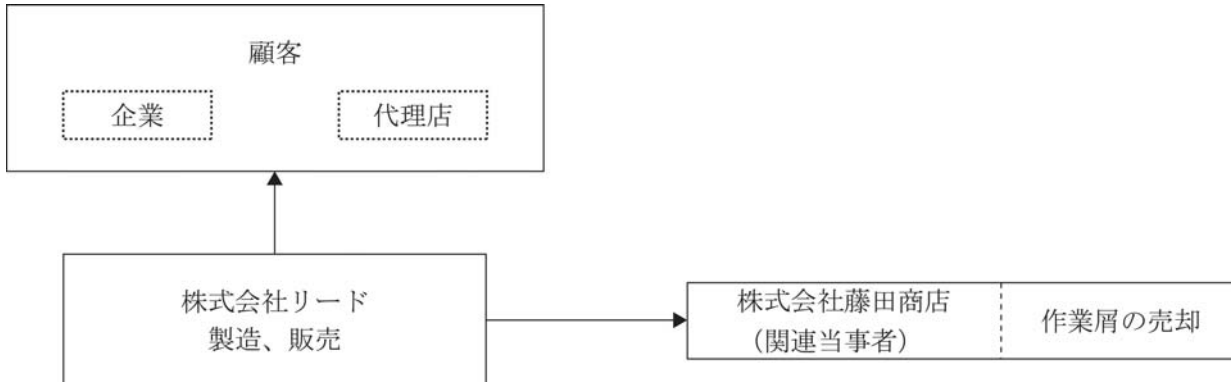 顧客
企業
代理店
株式会社リード
製造、販売
株式会社藤田商店
（関連当事者）
作業屑の売却